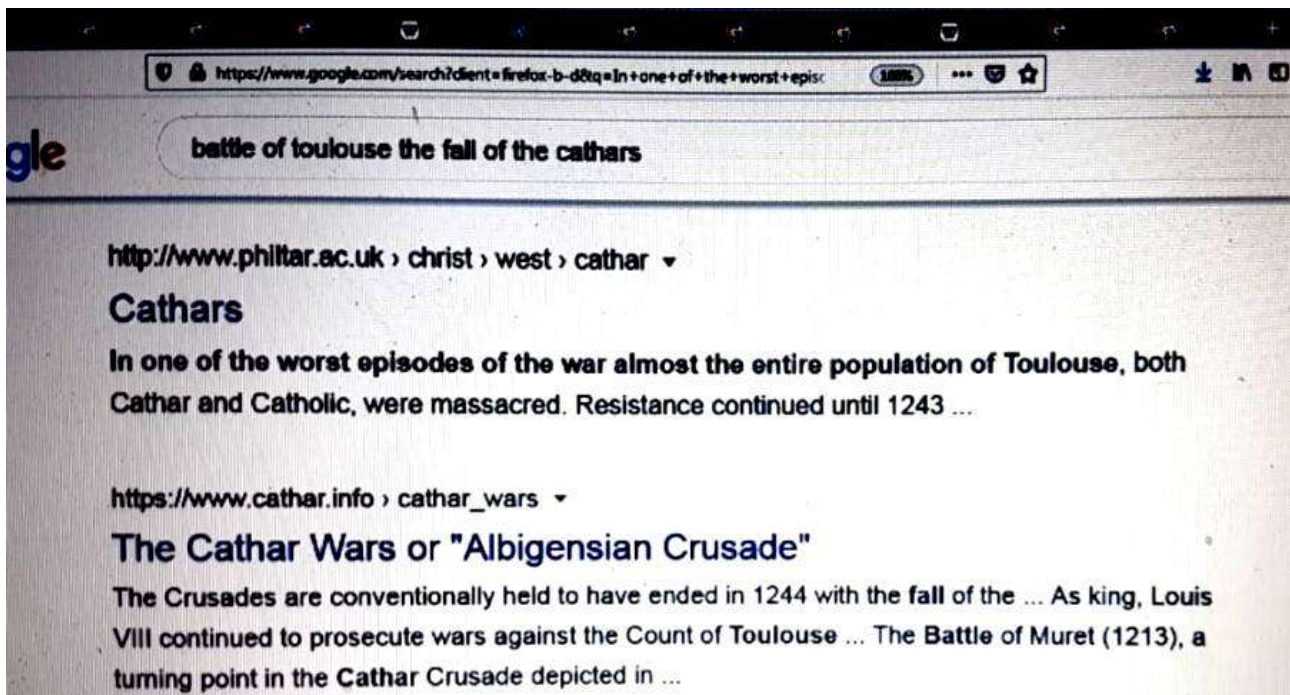 https://www.google.com/search?client=firefox-b-d&q=In+one+of+the+worst+episc
gle
battle of toulouse the fall of the cathars
http://www.philtar.ac.uk › christ › west › cathar
Cathars
In one of the worst episodes of the war almost the entire population of Toulouse, both
Cathar and Catholic, were massacred. Resistance continued until 1243 ...
https://www.cathar.info › cathar_wars
The Cathar Wars or "Albigensian Crusade"
The Crusades are conventionally held to have ended in 1244 with the fall of the ... As king, Louis
VIII continued to prosecute wars against the Count of Toulouse ... The Battle of Muret (1213), a
turning point in the Cathar Crusade depicted in ...